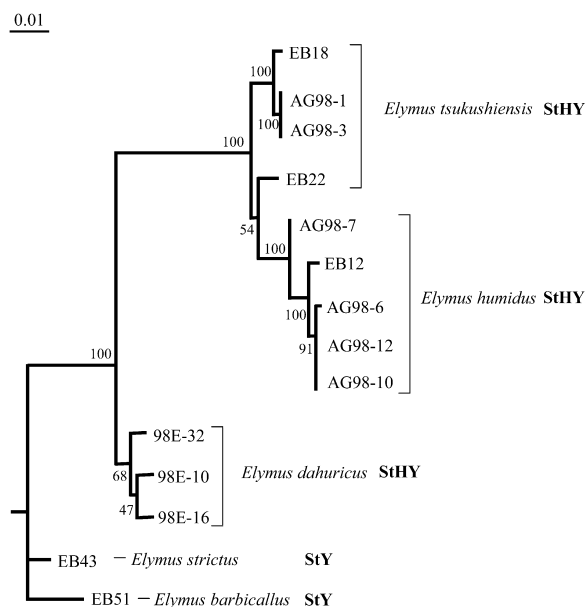 0.01
EB18
100
AG98-1
Elymus tsukushiensis StHY
100
AG98-3
100
EB22
54
AG98-7
100
EB12
Elymus humidus StHY
AG98-6
100
91
AG98-12
100
AG98-10
98E-32
68
98E-10
Elymus dahuricus StHY
47
98E-16
EB43 – Elymus strictus StY
EB51 – Elymus barbicallus StY